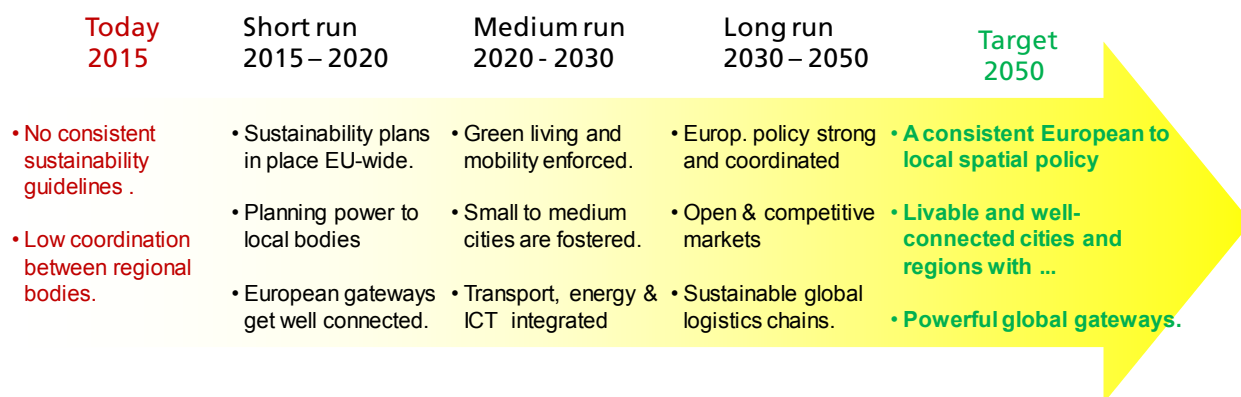 Today
2015
• No consistent
sustainability
guidelines .
• Low coordination
between regional
bodies.
Short run
2015 – 2020
• Sustainability plans
in place EU-wide.
• Planning power to
local bodies
• European gateways
get well connected.
Medium run
2020 - 2030
• Green living and
mobility enforced.
• Small to medium
cities are fostered.
• Transport, energy &
ICT integrated
Long run
2030 – 2050
• Europ. policy strong
and coordinated
• Open & competitive
markets
• Sustainable global
logistics chains.
Target
2050
• A consistent European to
local spatial policy
• Livable and well-
connected cities and
regions with ...
• Powerful global gateways.